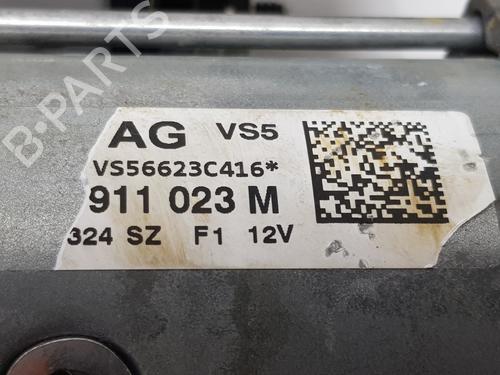 B-PARTS
AG VS5
VS56623C416*
911 023 M
324 SZ F1 12V